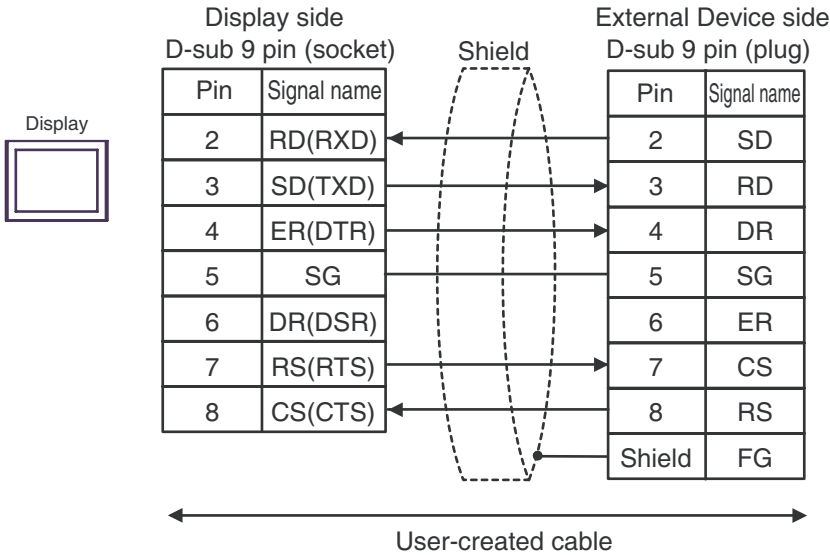 Display side
D-sub 9 pin (socket)
Shield
External Device side
D-sub 9 pin (plug)
Display
Pin Signal name
2 RD(RXD)
3 SD(TXD)
4 ER(DTR)
5 SG
6 DR(DSR)
7 RS(RTS)
8 CS(CTS)
Pin Signal name
2 SD
3 RD
4 DR
5 SG
6 ER
7 CS
8 RS
Shield FG
User-created cable